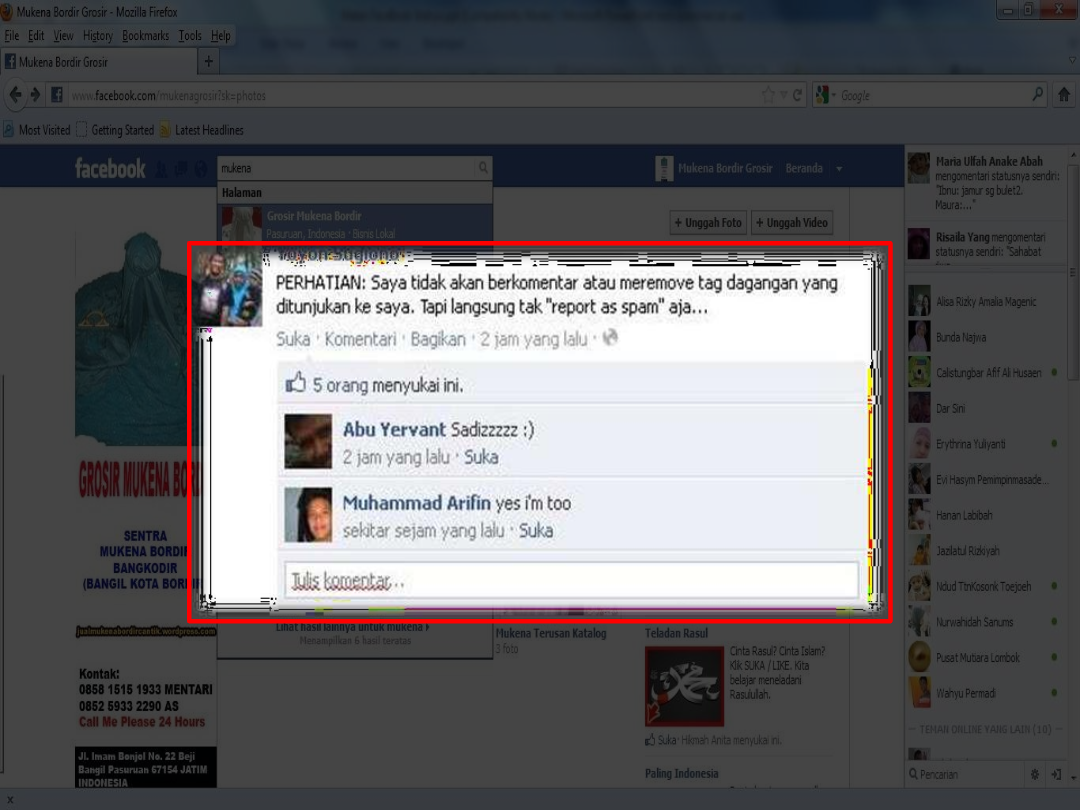 Mukena Bordir Grosir - Mozilla Firefox
File Edit View History Bookmarks Tools Help
Mukena Bordir Grosir
www.facebook.com/mukenagrosir?sk=photos
Google
Most Visited Getting Started Latest Headlines
facebook
mukena
Mukena Bordir Grosir Beranda
Halaman
Grosir Mukena Bordir
Pasuruan, Indonesia · Bisnis Lokal
+ Unggah Foto + Unggah Video
PERHATIAN: Saya tidak akan berkomentar atau meremove tag dagangan yang
ditunjukan ke saya. Tapi langsung tak "report as spam" aja...
Suka · Komentari · Bagikan · 2 jam yang lalu ·
5 orang menyukai ini.
Abu Yervant Sadizzzzz :)
2 jam yang lalu · Suka
Muhammad Arifin yes i'm too
sekitar sejam yang lalu · Suka
Tulis komentar...
GROSIR MUKENA BO
SENTRA
MUKENA BORDIR
BANGKODIR
(BANGIL KOTA BORDI
jualmukenabordircantik.wordpress.com
Kontak:
0858 1515 1933 MENTARI
0852 5933 2290 AS
Call Me Please 24 Hours
Jl. Imam Bonjol No. 22 Beji
Bangil Pasuruan 67154 JATIM
INDONESIA
Lihat hasil lainnya untuk mukena
Menampilkan 6 hasil teratas
Mukena Terusan Katalog
3 foto
Teladan Rasul
Cinta Rasul? Cinta Islam?
Klik SUKA / LIKE. Kita
belajar meneladani
Rasulullah.
Suka · Hikmah Anita menyukai ini.
Paling Indonesia
Maria Ulfah Anake Abah
mengomentari statusnya sendiri:
"Ibnu: jamur sg bulet2.
Maura:..."
Risaila Yang mengomentari
statusnya sendiri: "Sahabat
Alisa Rizky Amalia Magenic
Bunda Najwa
Calistungbar Afif Ali Husaen
Dar Sini
Erythrina Yuliyanti
Evi Hasym Pemimpinmasade...
Hanan Labibah
Jazilatul Rizkiyah
Ndud TtnKosonk Toejoeh
Nurwahidah Sanums
Pusat Mutiara Lombok
Wahyu Permadi
TEMAN ONLINE YANG LAIN (10)
Pencarian